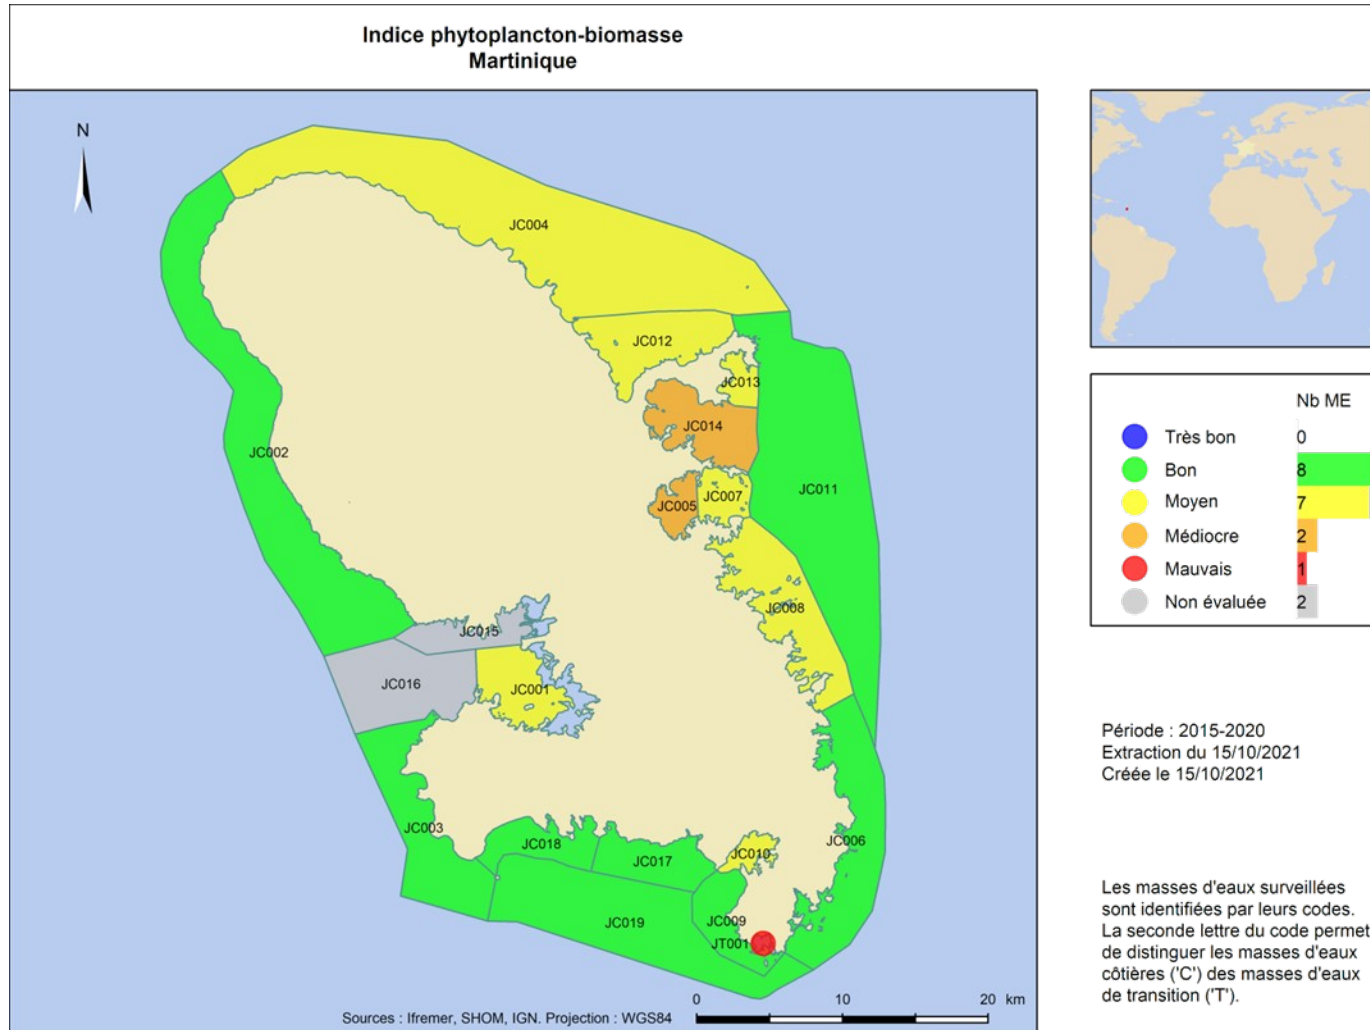 Indice phytoplancton-biomasse
Martinique
N
JC004
JC012
JC013
JC014
JC002
JC011
JC005
JC007
JC008
JC015
JC016
JC001
JC003
JC018
JC017
JC010
JC006
JC019
JC009
JT001
0 10 20 km
Sources : Ifremer, SHOM, IGN. Projection : WGS84
Nb ME
Très bon 0
Bon 8
Moyen 7
Médiocre 2
Mauvais 1
Non évaluée 2
Période : 2015-2020
Extraction du 15/10/2021
Créée le 15/10/2021
Les masses d'eaux surveillées
sont identifiées par leurs codes.
La seconde lettre du code permet
de distinguer les masses d'eaux
côtières ('C') des masses d'eaux
de transition ('T').